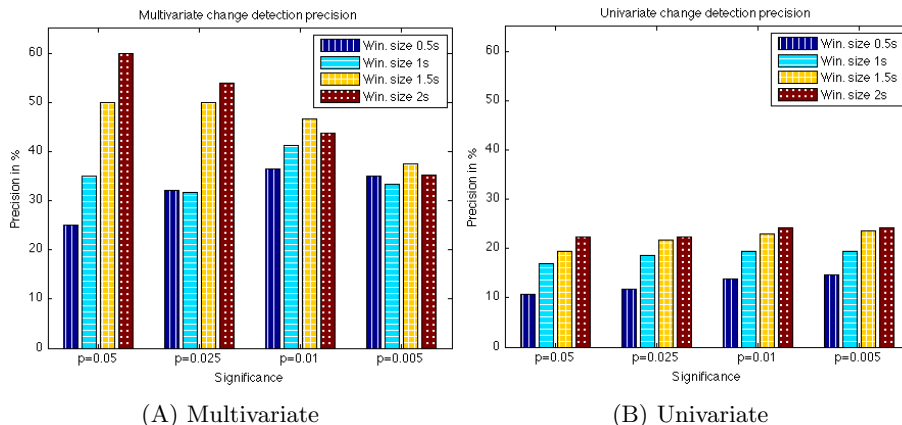 Multivariate change detection precision
Win. size 0.5s
Win. size 1s
Win. size 1.5s
Win. size 2s
Precision in %
60
50
40
30
20
10
0
p=0.05 p=0.025 p=0.01 p=0.005
Significance
(A) Multivariate
Univariate change detection precision
Win. size 0.5s
Win. size 1s
Win. size 1.5s
Win. size 2s
Precision in %
60
50
40
30
20
10
0
p=0.05 p=0.025 p=0.01 p=0.005
Significance
(B) Univariate